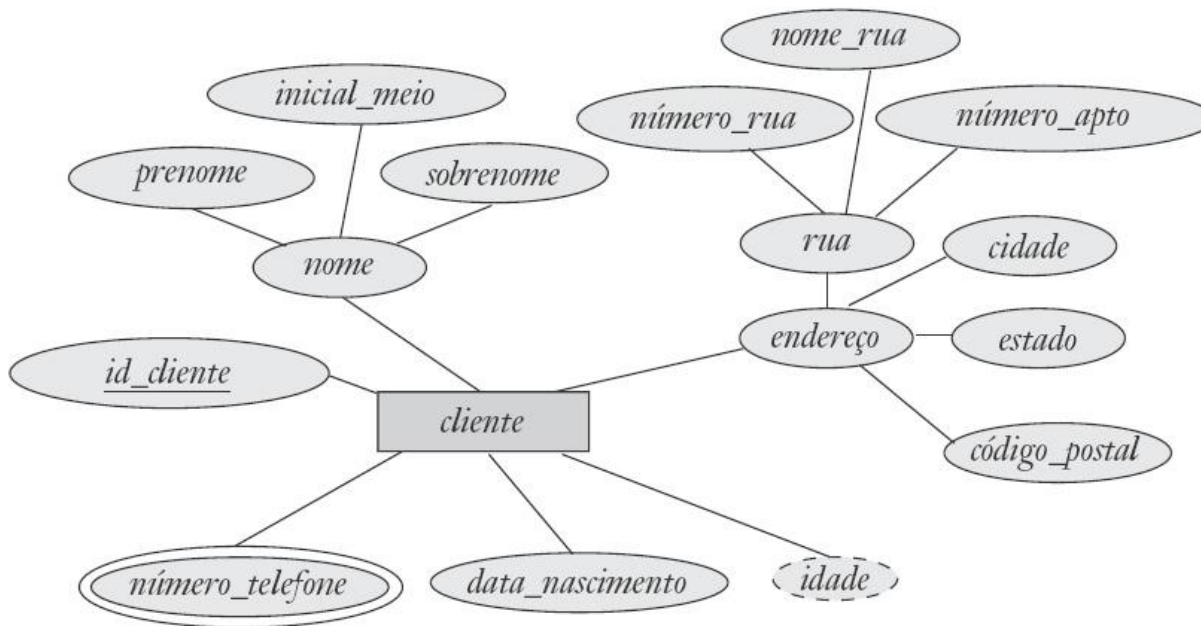 nome_rua
inicial_meio
número_rua
número_apto
prenome
sobrenome
rua
cidade
nome
endereço
estado
id_cliente
cliente
código_postal
número_telefone
data_nascimento
idade